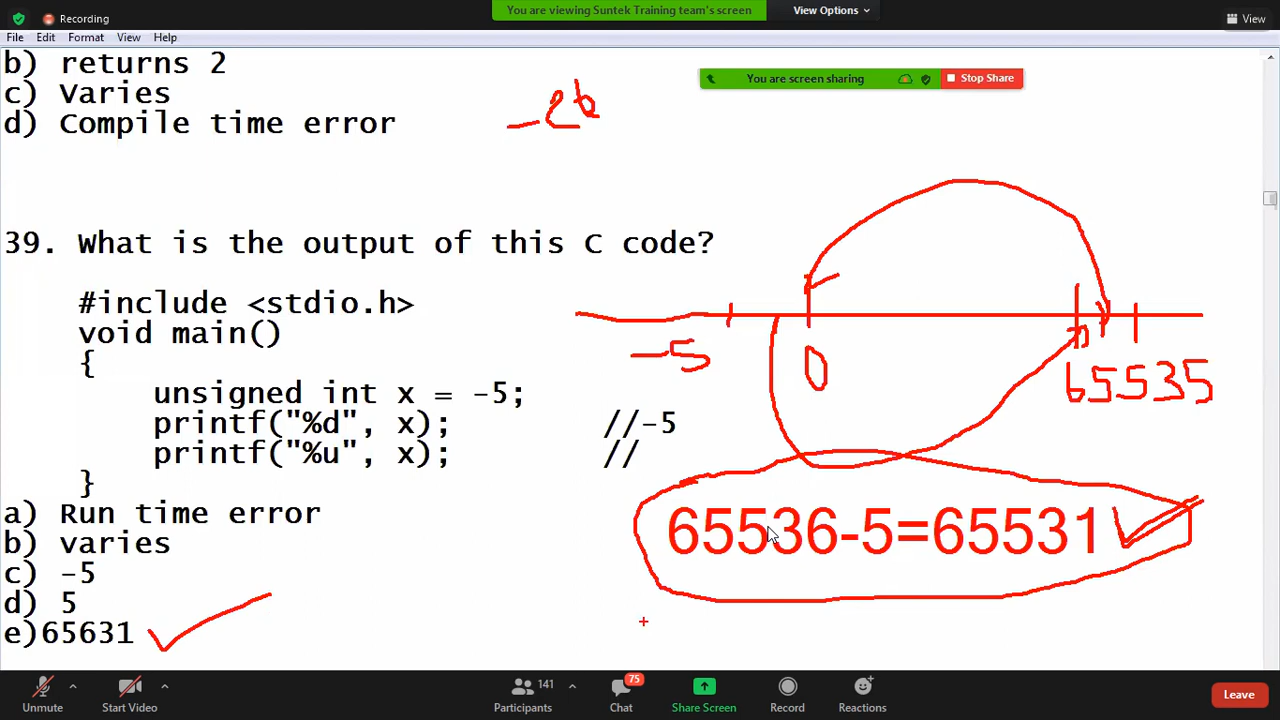 Recording
You are viewing Suntek Training team's screen
View Options
View
File Edit Format View Help
You are screen sharing
Stop Share
b) returns 2
c) Varies
d) Compile time error
-2b
39. What is the output of this C code?
#include <stdio.h>
void main()
{
unsigned int x = -5;
printf("%d", x); //-5
printf("%u", x); //
}
-5
0
65535
65536-5=65531
a) Run time error
b) varies
c) -5
d) 5
e)65631
Unmute
Start Video
141
Participants
75
Chat
Share Screen
Record
Reactions
Leave